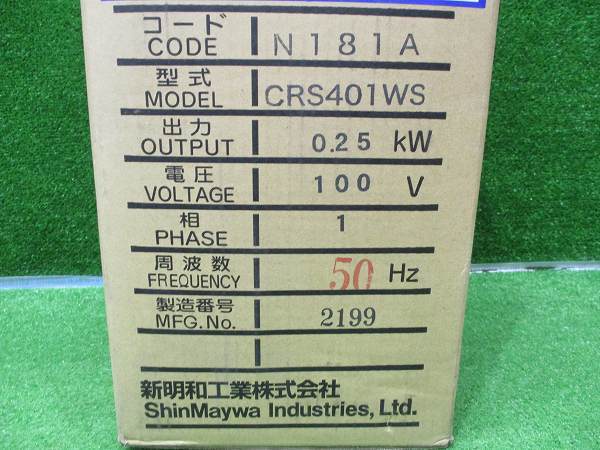 コード
CODE N181A
型式
MODEL CRS401WS
出力
OUTPUT 0.25 kW
電圧
VOLTAGE 100 V
相
PHASE 1
周波数
FREQUENCY 50 Hz
製造番号
MFG.No. 2199
新明和工業株式会社
ShinMaywa Industries, Ltd.